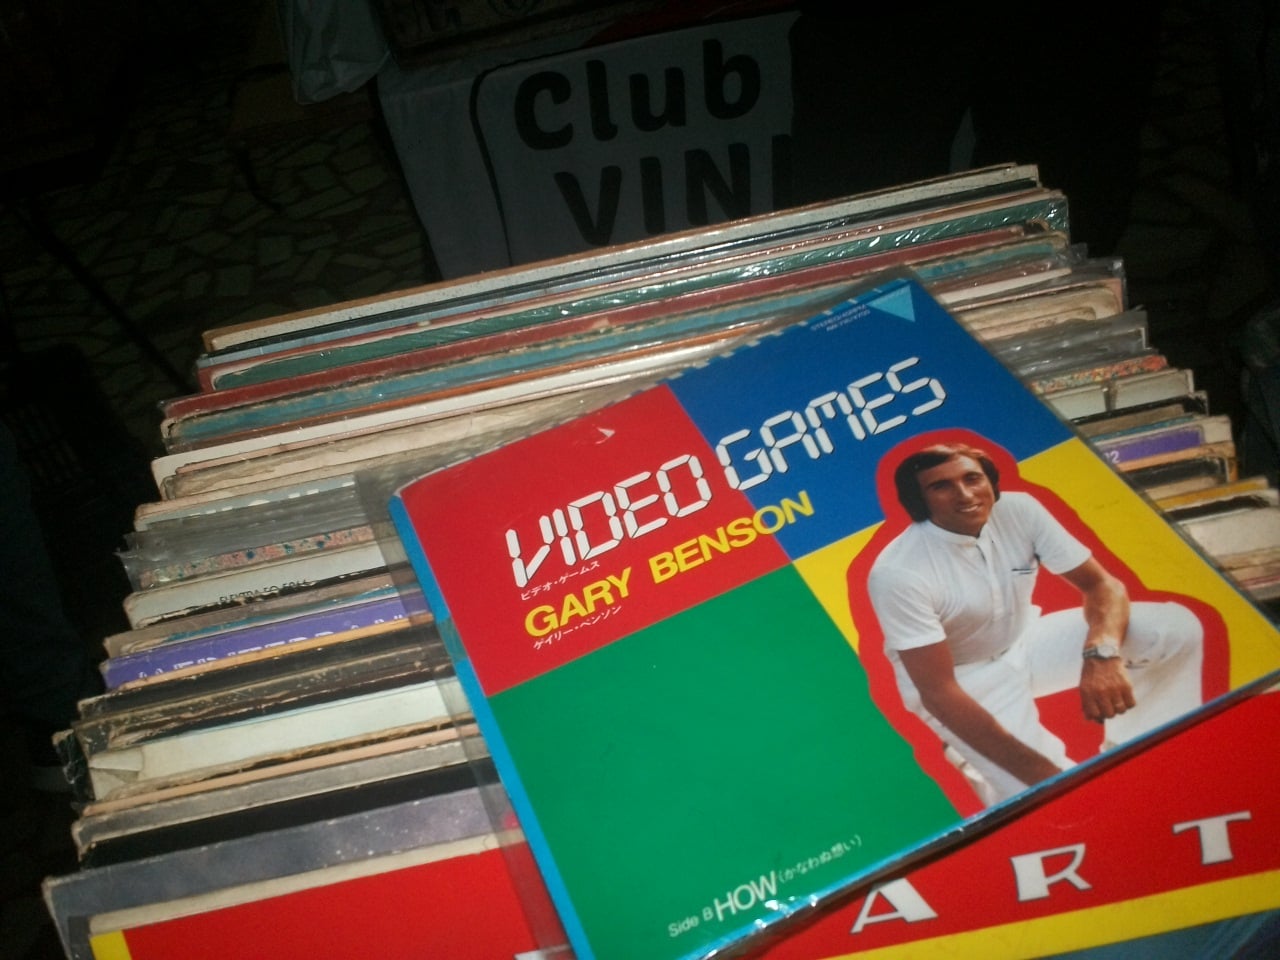 Club
VINI
VIDEO GAMES
ビデオ・ゲームス
GARY BENSON
ゲイリー・ベンソン
Side B HOW (かなわぬ想い)
ART